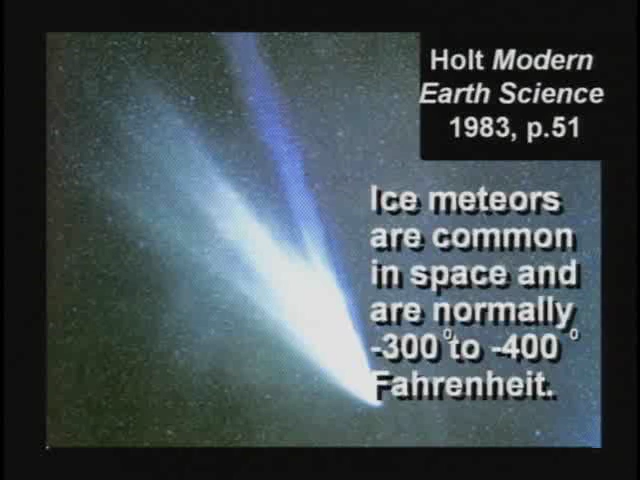 Holt Modern
Earth Science
1983, p.51
Ice meteors
are common
in space and
are normally
-300° to -400°
Fahrenheit.